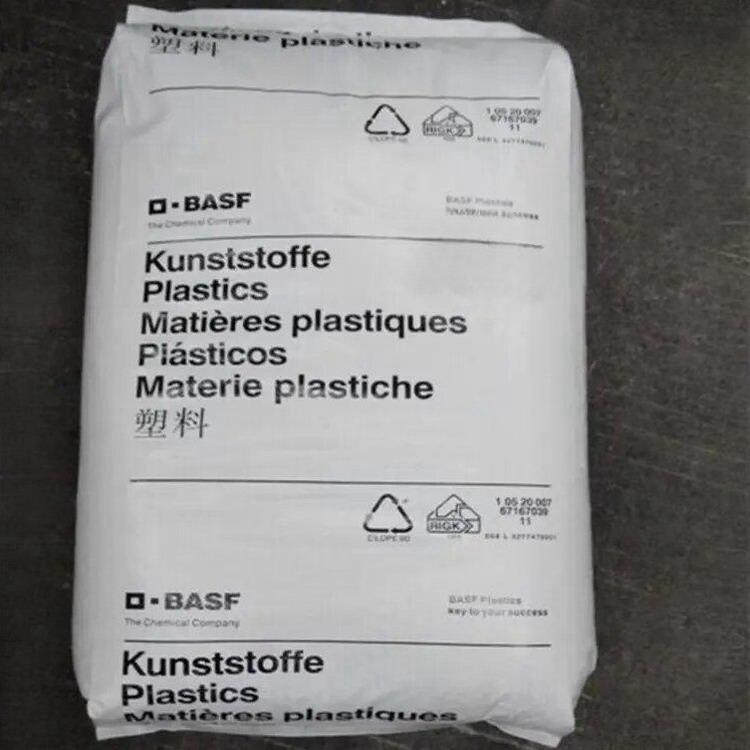 Materie plastiche
塑料
RIGK
1 05 20 007
67167039
11
BASF
The Chemical Company
BASF Plastics
Kunststoffe
Plastics
Matières plastiques
Plásticos
Materie plastiche
塑料
C/LDPE 90
RIGK
1 05 20 007
67167039
11
BASF
The Chemical Company
BASF Plastics
key to your success
Kunststoffe
Plastics
Matières plastiques